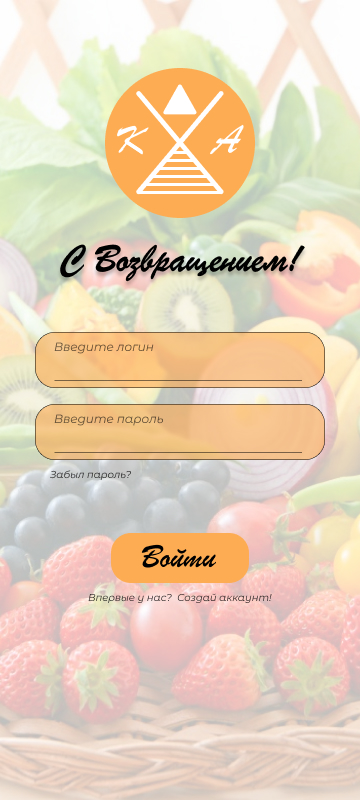 К А
С Возвращением!
Введите логин
Введите пароль
Забыл пароль?
Войти
Впервые у нас? Создай аккаунт!